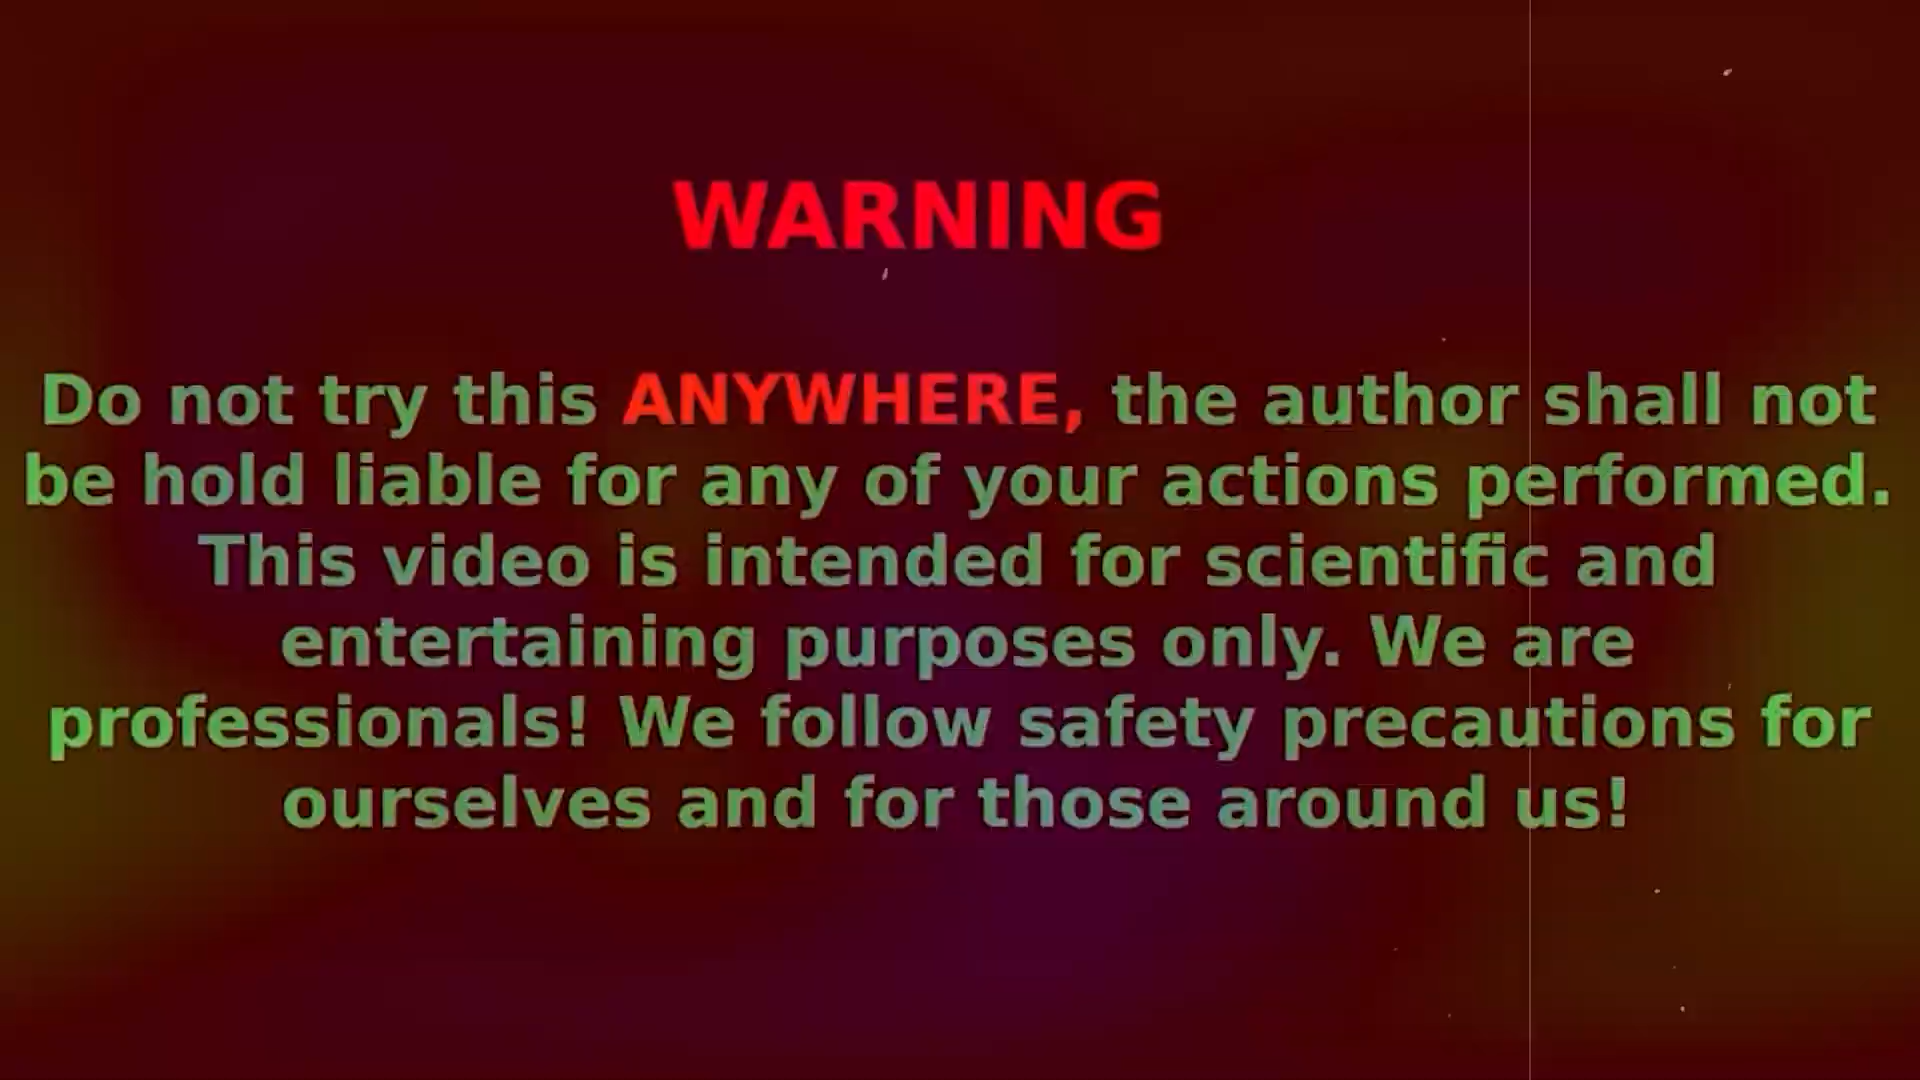 WARNING
Do not try this ANYWHERE, the author shall not
be hold liable for any of your actions performed.
This video is intended for scientific and
entertaining purposes only. We are
professionals! We follow safety precautions for
ourselves and for those around us!